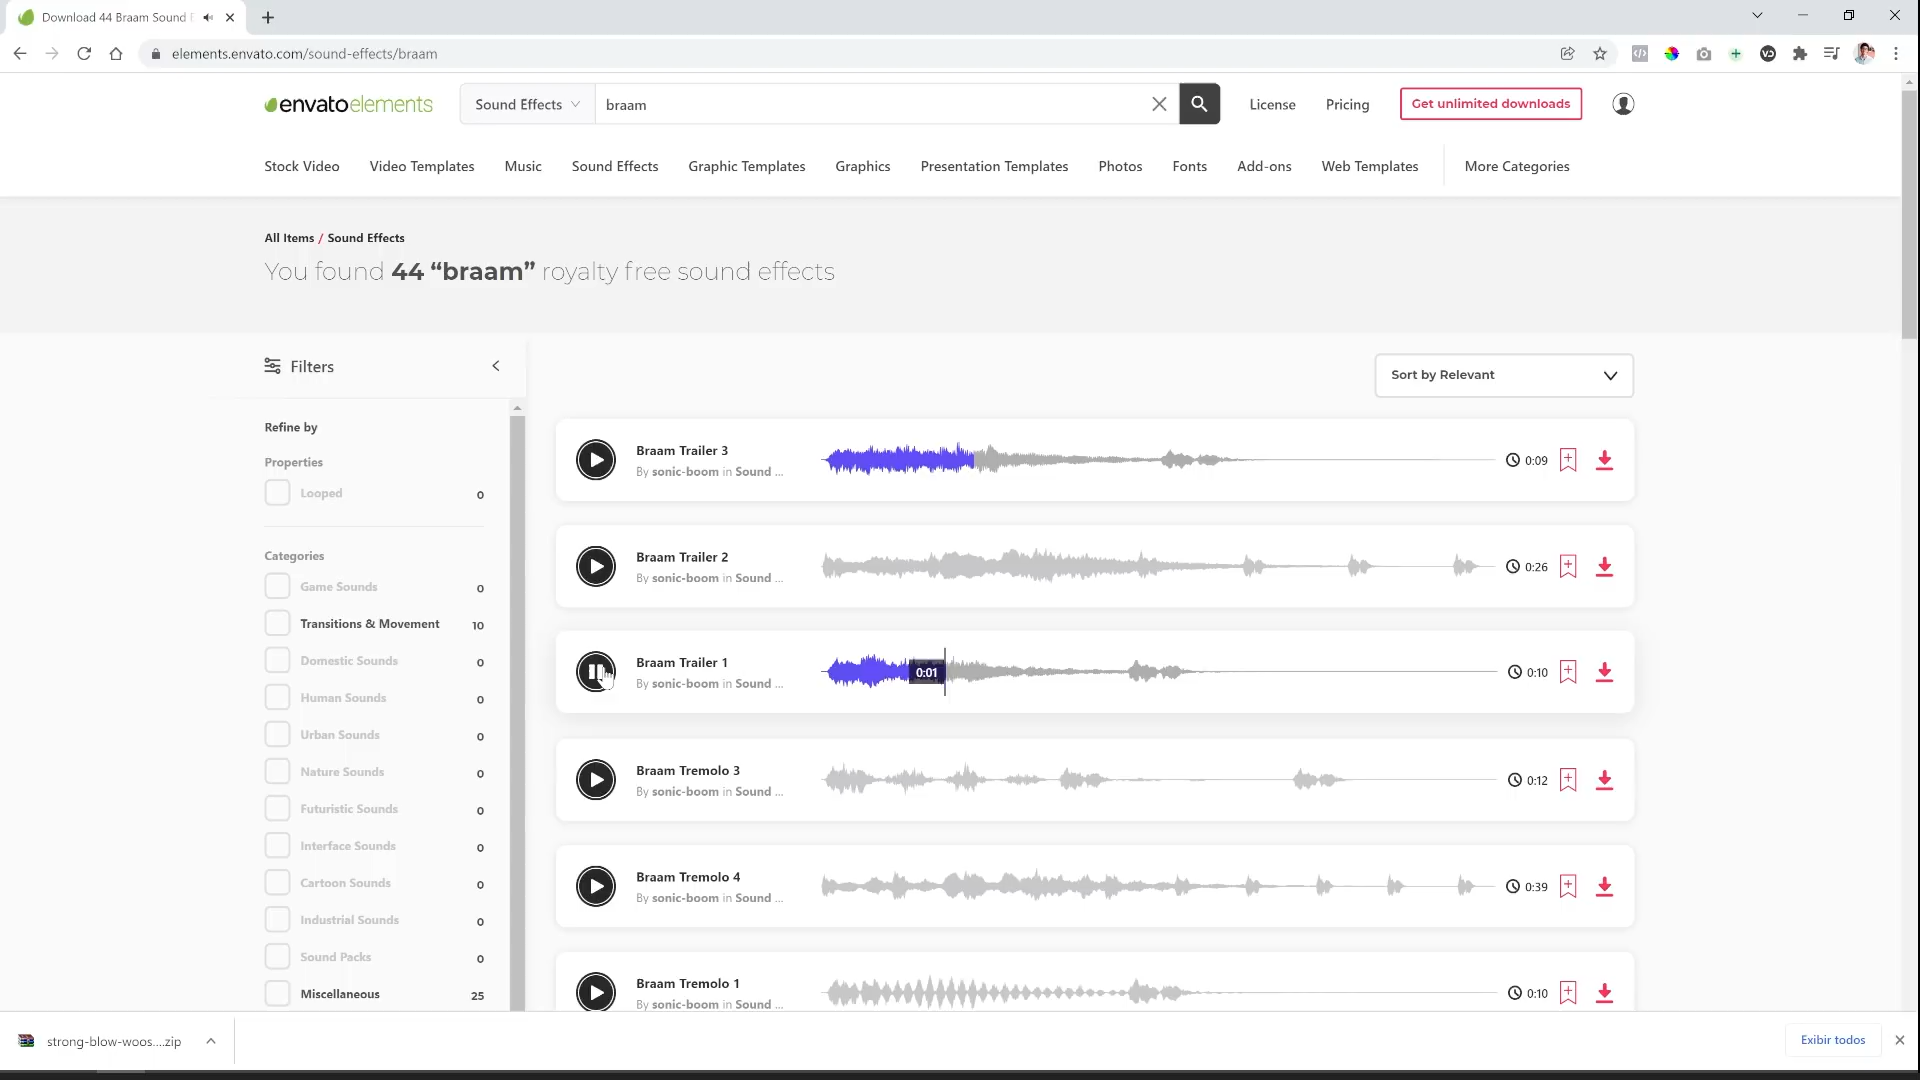 Download 44 Braam Sound
elements.envato.com/sound-effects/braam
envatoelements
Sound Effects
braam
License
Pricing
Get unlimited downloads
Stock Video
Video Templates
Music
Sound Effects
Graphic Templates
Graphics
Presentation Templates
Photos
Fonts
Add-ons
Web Templates
More Categories
All Items / Sound Effects
You found 44 “braam” royalty free sound effects
Filters
Refine by
Properties
Looped 0
Categories
Game Sounds 0
Transitions & Movement 10
Domestic Sounds 0
Human Sounds 0
Urban Sounds 0
Nature Sounds 0
Futuristic Sounds 0
Interface Sounds 0
Cartoon Sounds 0
Industrial Sounds 0
Sound Packs 0
Miscellaneous 25
Sort by Relevant
Braam Trailer 3
By sonic-boom in Sound ...
0:09
Braam Trailer 2
By sonic-boom in Sound ...
0:26
Braam Trailer 1
By sonic-boom in Sound ...
0:01
0:10
Braam Tremolo 3
By sonic-boom in Sound ...
0:12
Braam Tremolo 4
By sonic-boom in Sound ...
0:39
Braam Tremolo 1
By sonic-boom in Sound ...
0:10
strong-blow-woos....zip
Exibir todos